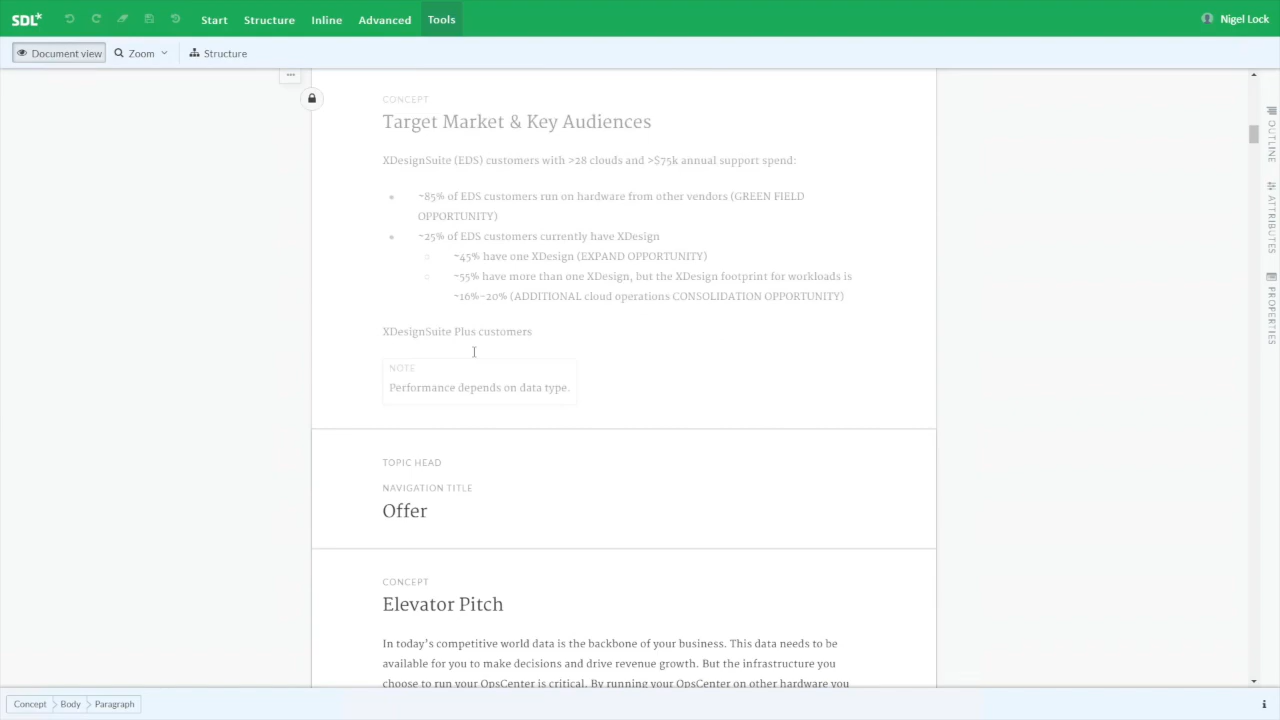 SDL*
Start
Structure
Inline
Advanced
Tools
Nigel Lock
Document view
Zoom
Structure
CONCEPT
Target Market & Key Audiences
XDesignSuite (EDS) customers with >28 clouds and >$75k annual support spend:
~85% of EDS customers run on hardware from other vendors (GREEN FIELD
OPPORTUNITY)
~25% of EDS customers currently have XDesign
~45% have one XDesign (EXPAND OPPORTUNITY)
~55% have more than one XDesign, but the XDesign footprint for workloads is
~16%-20% (ADDITIONAL cloud operations CONSOLIDATION OPPORTUNITY)
XDesignSuite Plus customers
NOTE
Performance depends on data type.
TOPIC HEAD
NAVIGATION TITLE
Offer
CONCEPT
Elevator Pitch
In today's competitive world data is the backbone of your business. This data needs to be
available for you to make decisions and drive revenue growth. But the infrastructure you
choose to run your OpsCenter is critical. By running your OpsCenter on other hardware you
OUTLINE
ATTRIBUTES
PROPERTIES
Concept
Body
Paragraph